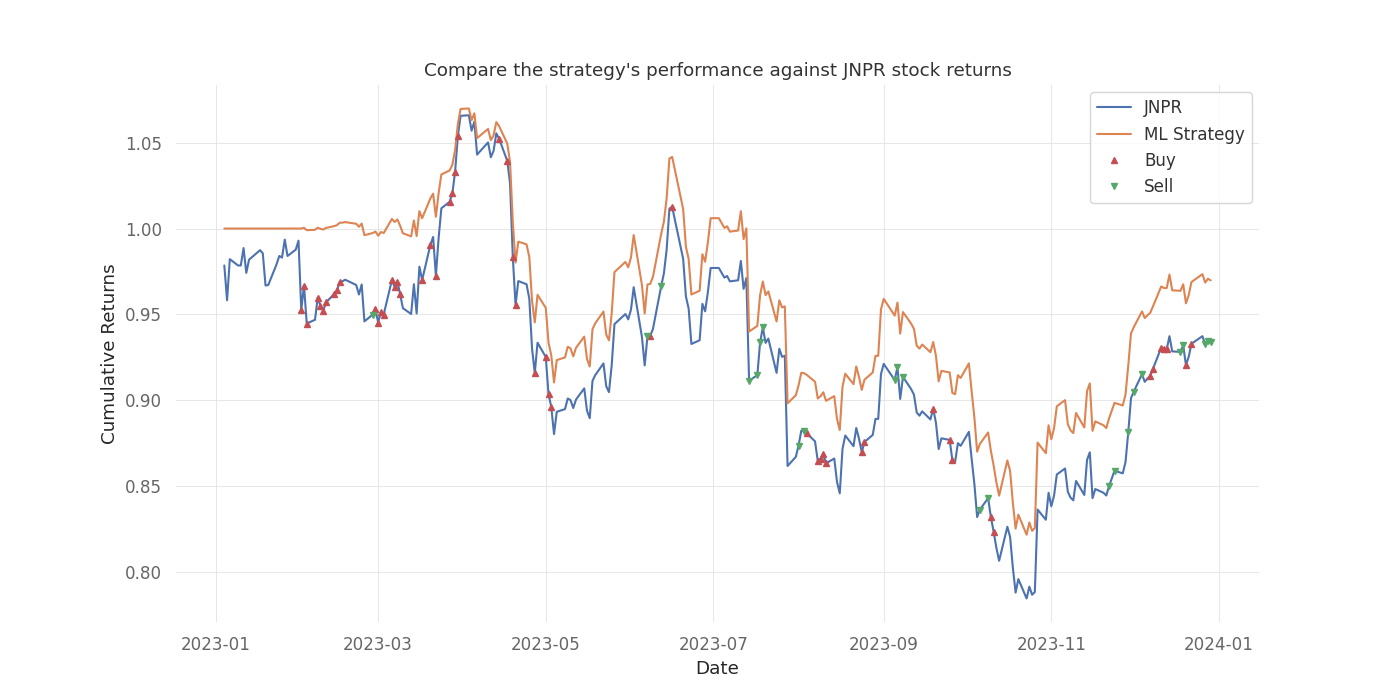 Compare the strategy's performance against JNPR stock returns
JNPR
ML Strategy
Buy
Sell
Cumulative Returns
1.05
1.00
0.95
0.90
0.85
0.80
2023-01
2023-03
2023-05
2023-07
2023-09
2023-11
2024-01
Date